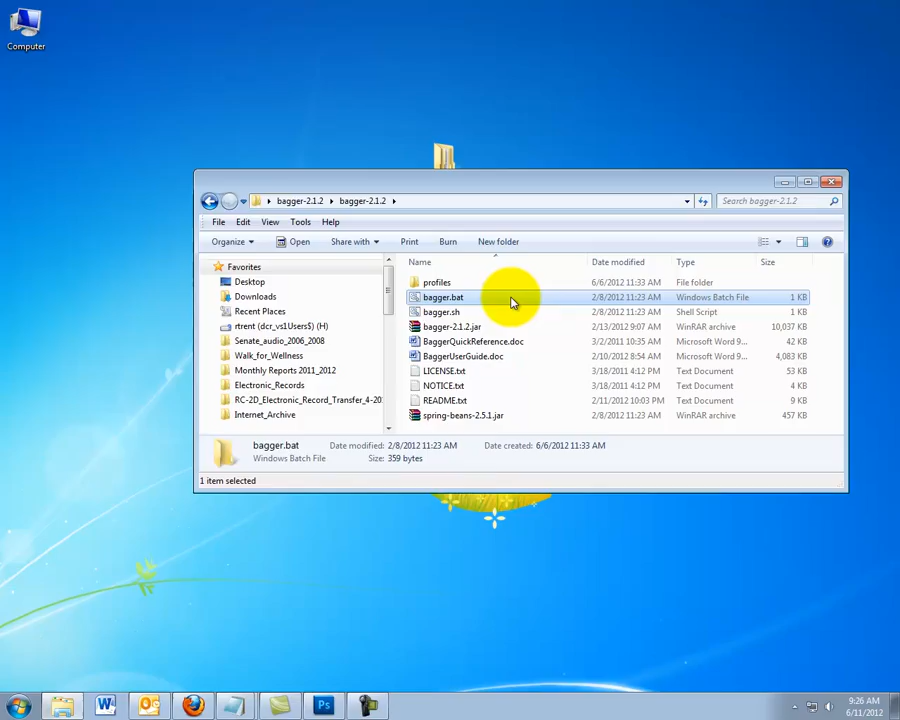 Computer
bagger-2.1.2 bagger-2.1.2
Search bagger-2.1.2
File Edit View Tools Help
Organize Open Share with Print Burn New folder
Name Date modified Type Size
Favorites
Desktop
Downloads
Recent Places
rtrent (dcr_vs1Users$) (H)
Senate_audio_2006_2008
Walk_for_Wellness
Monthly Reports 2011_2012
Electronic_Records
RC-2D_Electronic_Record_Transfer_4-20
Internet_Archive
profiles 6/6/2012 11:33 AM File folder
bagger.bat 2/8/2012 11:23 AM Windows Batch File 1 KB
bagger.sh 2/8/2012 11:23 AM Shell Script 1 KB
bagger-2.1.2.jar 2/13/2012 9:07 AM WinRAR archive 10,037 KB
BaggerQuickReference.doc 3/2/2011 10:35 AM Microsoft Word 9... 42 KB
BaggerUserGuide.doc 2/10/2012 8:54 AM Microsoft Word 9... 4,083 KB
LICENSE.txt 3/18/2011 4:12 PM Text Document 53 KB
NOTICE.txt 3/18/2011 4:12 PM Text Document 4 KB
README.txt 2/11/2012 10:03 PM Text Document 9 KB
spring-beans-2.5.1.jar 2/8/2012 11:23 AM WinRAR archive 457 KB
bagger.bat Date modified: 2/8/2012 11:23 AM Date created: 6/6/2012 11:33 AM
Windows Batch File Size: 359 bytes
1 item selected
W
Ps
9:26 AM
6/11/2012